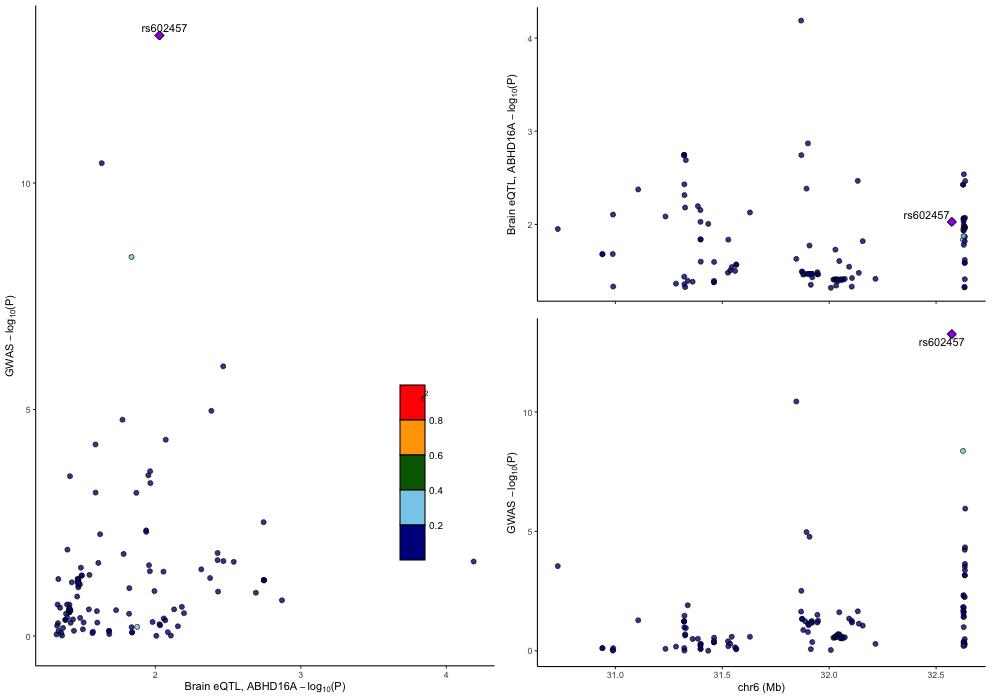 rs602457
10
5
0
GWAS −log10(P)
2
3
4
Brain eQTL, ABHD16A −log10(P)
r2
0.8
0.6
0.4
0.2
4
3
2
Brain eQTL, ABHD16A −log10(P)
rs602457
rs602457
10
5
0
GWAS −log10(P)
31.0
31.5
32.0
32.5
chr6 (Mb)